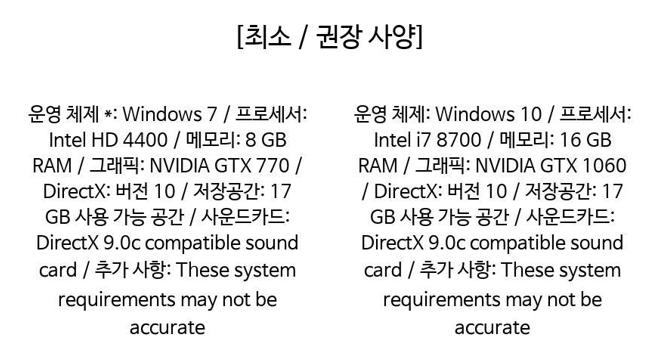 [최소 / 권장 사양]
운영 체제 *: Windows 7 / 프로세서:
Intel HD 4400 / 메모리: 8 GB
RAM / 그래픽: NVIDIA GTX 770 /
DirectX: 버전 10 / 저장공간: 17
GB 사용 가능 공간 / 사운드카드:
DirectX 9.0c compatible sound
card / 추가 사항: These system
requirements may not be
accurate
운영 체제: Windows 10 / 프로세서:
Intel i7 8700 / 메모리: 16 GB
RAM / 그래픽: NVIDIA GTX 1060
/ DirectX: 버전 10 / 저장공간: 17
GB 사용 가능 공간 / 사운드카드:
DirectX 9.0c compatible sound
card / 추가 사항: These system
requirements may not be
accurate